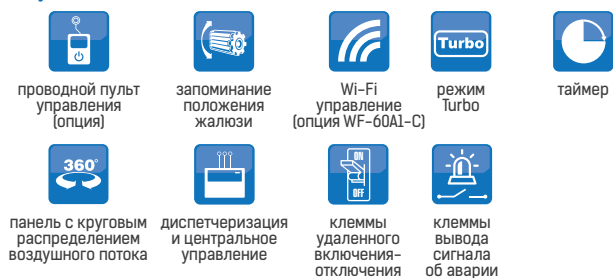 Turbo
проводной пульт
управления
(опция)
запоминание
положения
жалюзи
Wi-Fi
управление
(опция WF-60A1-C)
режим
Turbo
таймер
360°
ON
OFF
панель с круговым
распределением
воздушного потока
диспетчеризация
и центральное
управление
клеммы
удаленного
включения-
отключения
клеммы
вывода
сигнала
об аварии